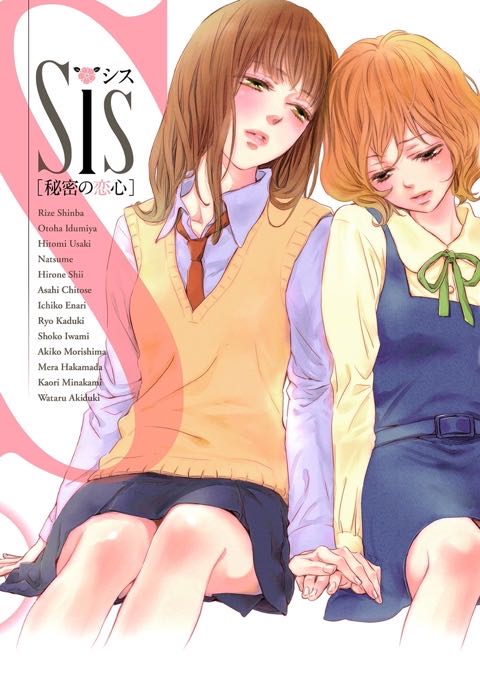 Sis
シス
[秘密の恋心]
Rize Shinba
Otoha Idumiya
Hitomi Usaki
Natsume
Hirone Shii
Asahi Chitose
Ichiko Enari
Ryo Kaduki
Shoko Iwami
Akiko Morishima
Mera Hakamada
Kaori Minakami
Wataru Akiduki
S